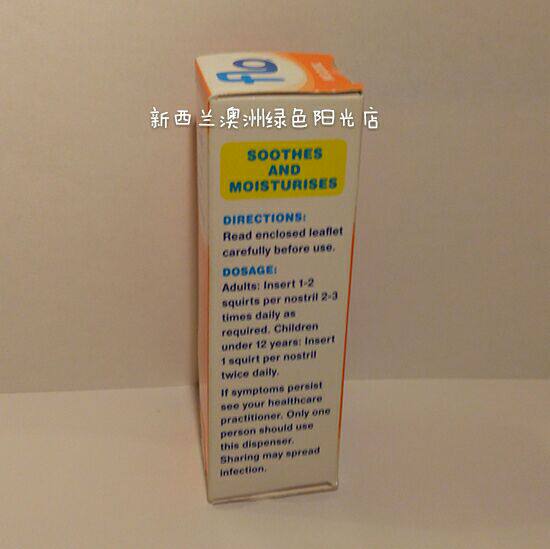 新西兰澳洲绿色阳光店
SOOTHES
AND
MOISTURISES
DIRECTIONS:
Read enclosed leaflet
carefully before use.
DOSAGE:
Adults: Insert 1-2
squirts per nostril 2-3
times daily as
required. Children
under 12 years: Insert
1 squirt per nostril
twice daily.
If symptoms persist
see your healthcare
practitioner. Only one
person should use
this dispenser.
Sharing may spread
infection.